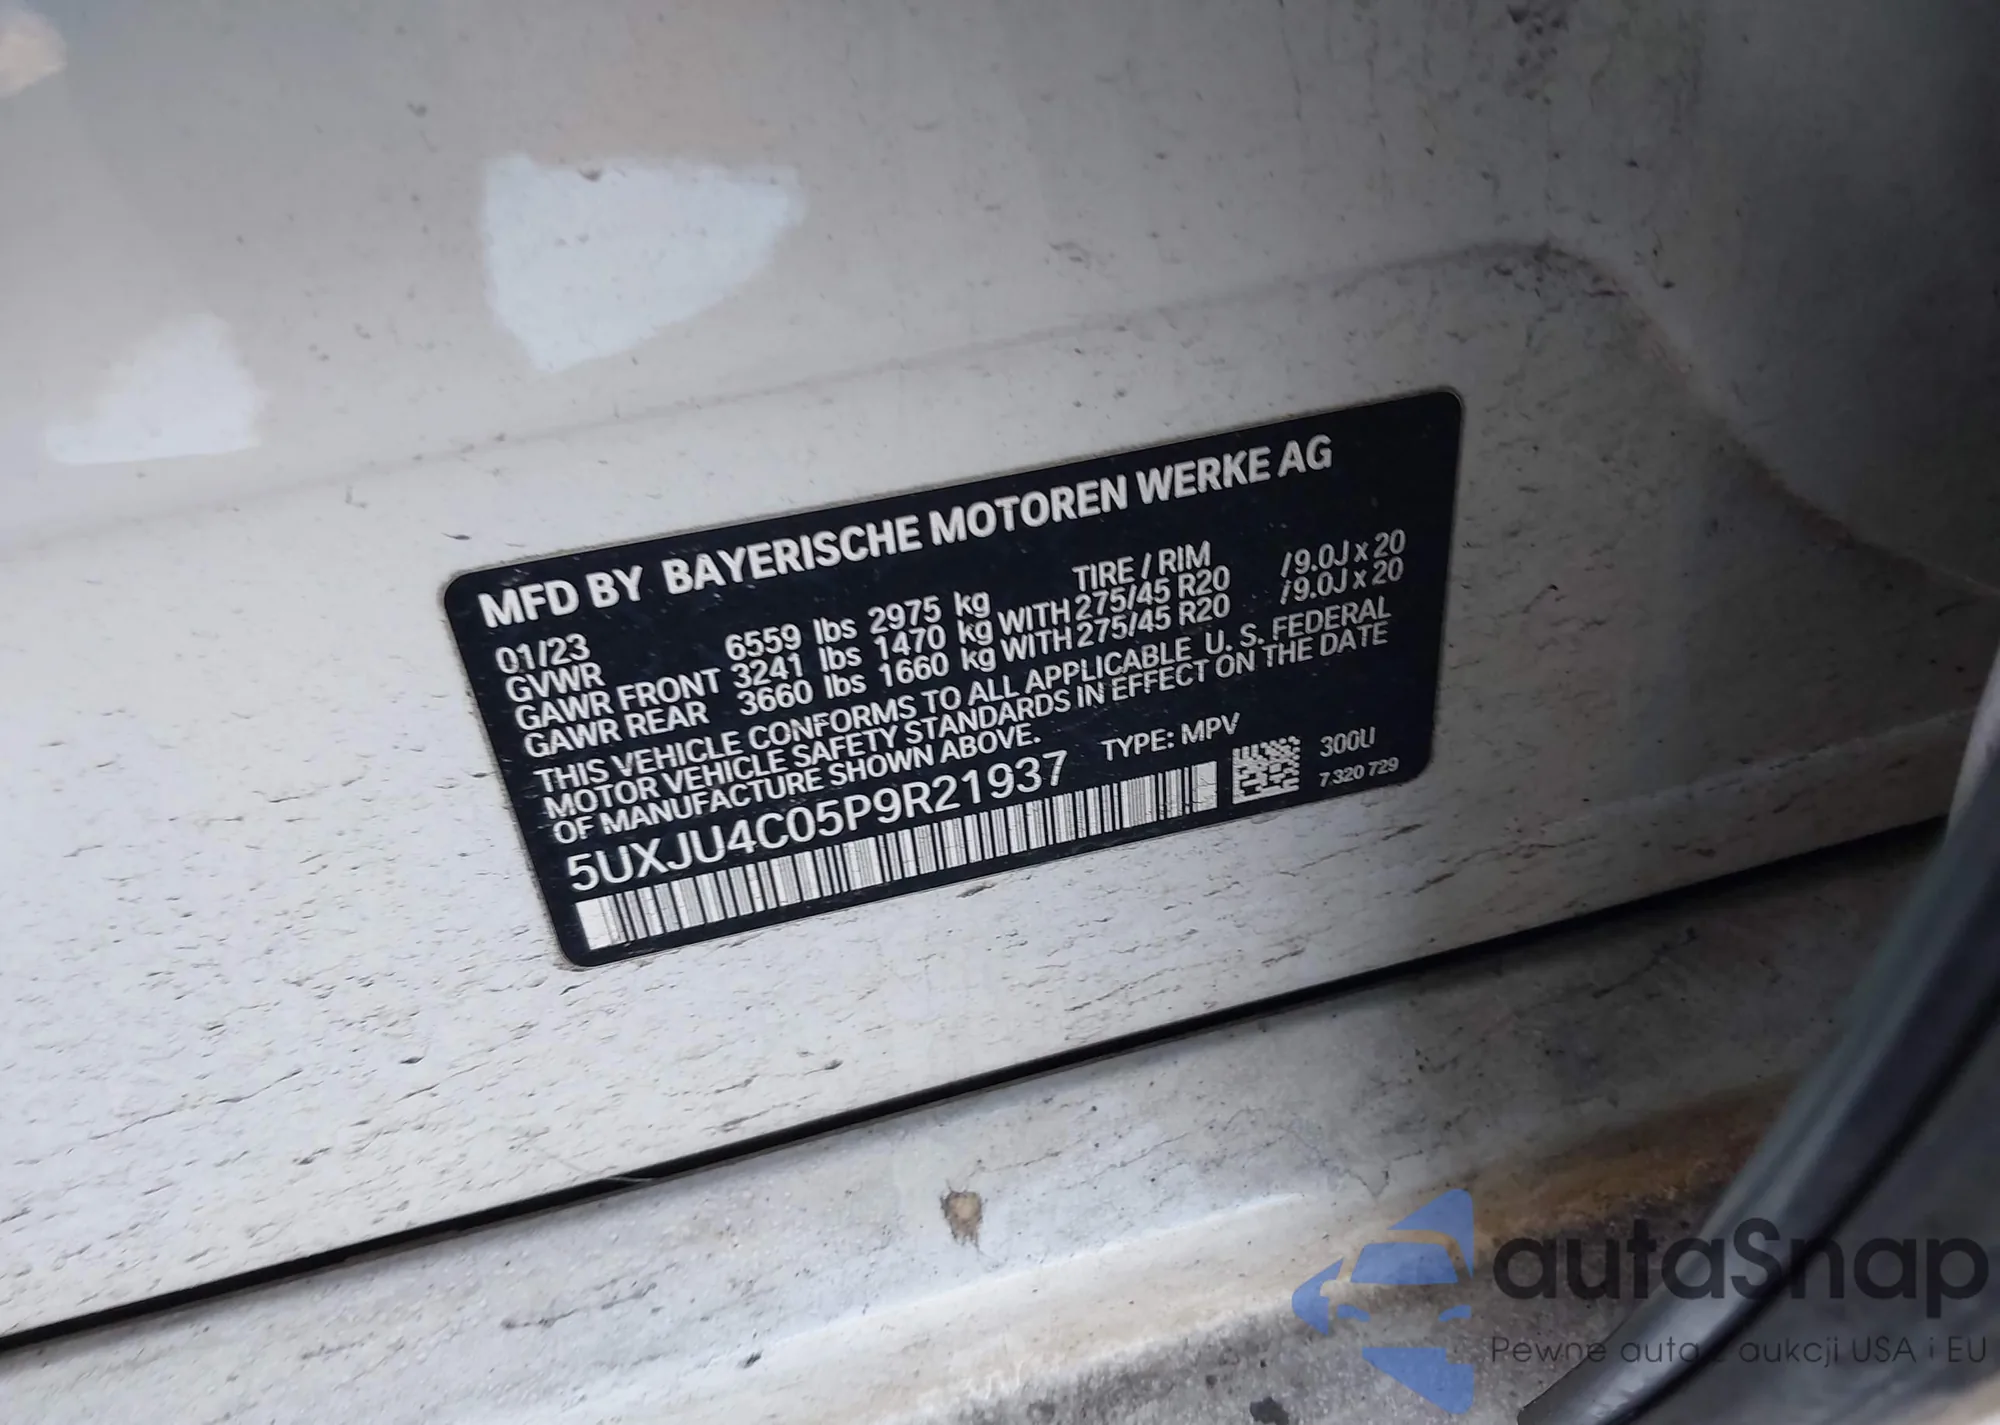 MFD BY BAYERISCHE MOTOREN WERKE AG
01/23 TIRE / RIM
GVWR 6559 lbs 2975 kg
GAWR FRONT 3241 lbs 1470 kg WITH 275/45 R20 /9.0J x 20
GAWR REAR 3660 lbs 1660 kg WITH 275/45 R20 /9.0J x 20
THIS VEHICLE CONFORMS TO ALL APPLICABLE U. S. FEDERAL
MOTOR VEHICLE SAFETY STANDARDS IN EFFECT ON THE DATE
OF MANUFACTURE SHOWN ABOVE.
5UXJU4C05P9R21937 TYPE: MPV
300U
7 320 729
autaSnap
Pewne auta z aukcji USA i EU